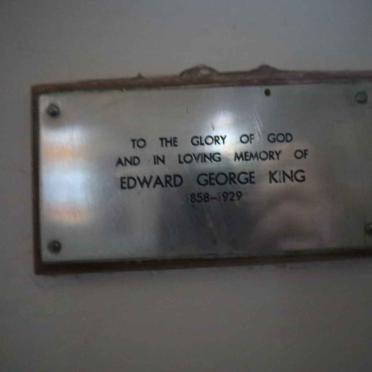 TO THE GLORY OF GOD
AND IN LOVING MEMORY OF
EDWARD GEORGE KING
1858-1929